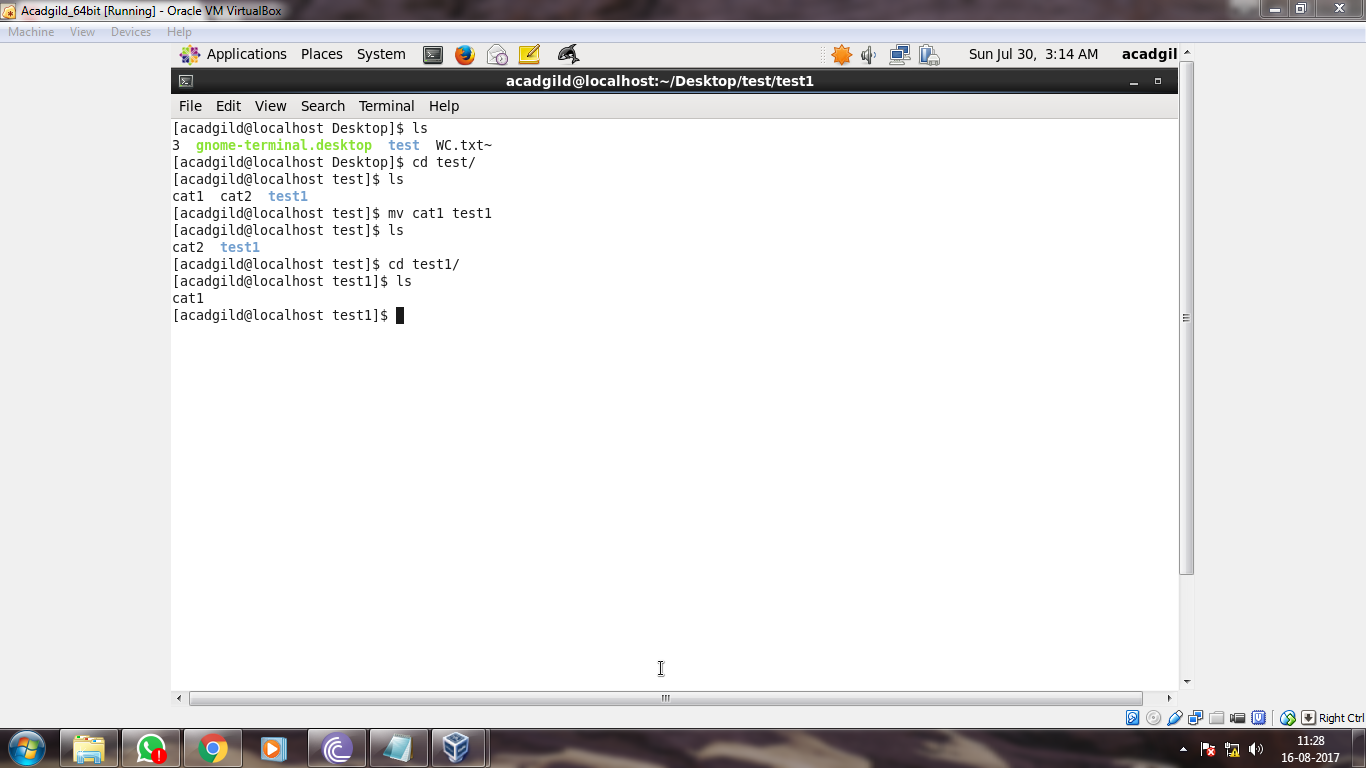 Acadgild_64bit [Running] - Oracle VM VirtualBox
Machine View Devices Help
Applications Places System Sun Jul 30, 3:14 AM acadgil
acadgild@localhost:~/Desktop/test/test1
File Edit View Search Terminal Help
[acadgild@localhost Desktop]$ ls
3 gnome-terminal.desktop test WC.txt~
[acadgild@localhost Desktop]$ cd test/
[acadgild@localhost test]$ ls
cat1 cat2 test1
[acadgild@localhost test]$ mv cat1 test1
[acadgild@localhost test]$ ls
cat2 test1
[acadgild@localhost test]$ cd test1/
[acadgild@localhost test1]$ ls
cat1
[acadgild@localhost test1]$
Right Ctrl
11:28
16-08-2017